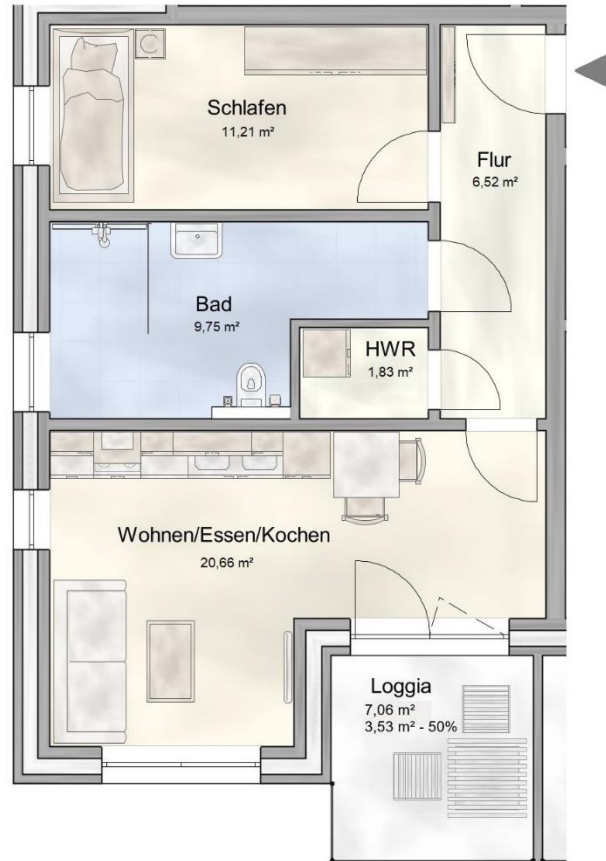 Schlafen
11,21 m²
Flur
6,52 m²
Bad
9,75 m²
HWR
1,83 m²
Wohnen/Essen/Kochen
20,66 m²
Loggia
7,06 m²
3,53 m² - 50%